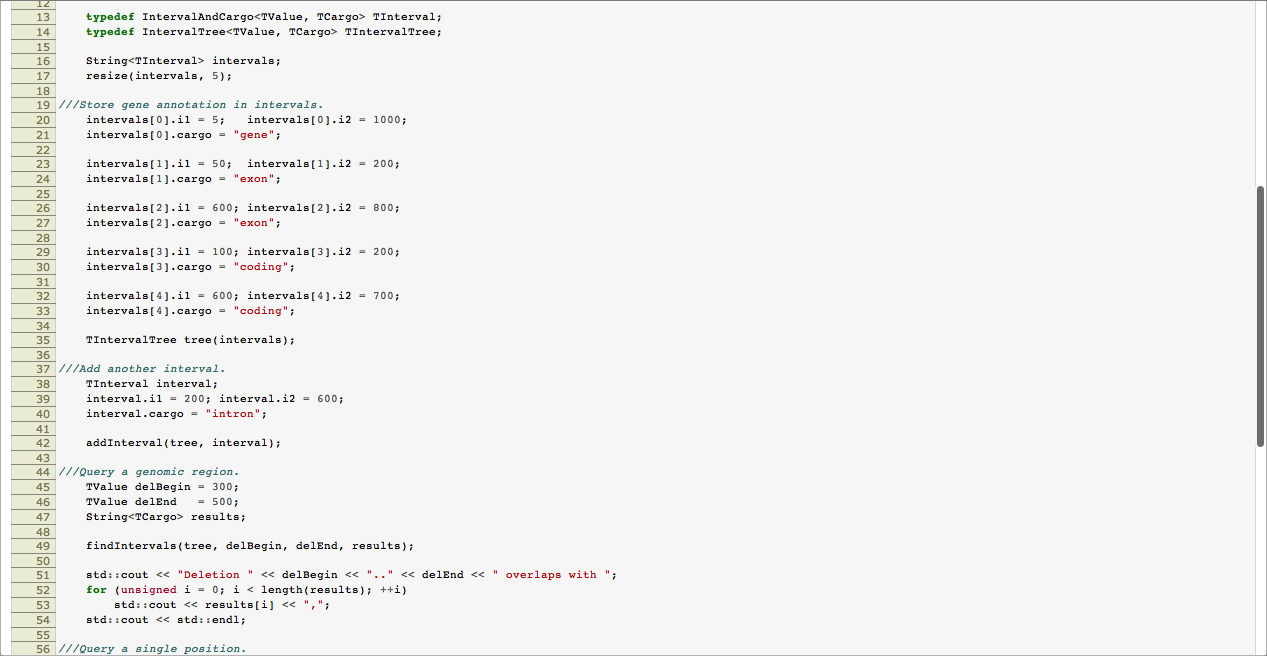 12
13 typedef IntervalAndCargo<TValue, TCargo> TInterval;
14 typedef IntervalTree<TValue, TCargo> TIntervalTree;
15
16 String<TInterval> intervals;
17 resize(intervals, 5);
18
19 ///Store gene annotation in intervals.
20 intervals[0].i1 = 5;   intervals[0].i2 = 1000;
21 intervals[0].cargo = "gene";
22
23 intervals[1].i1 = 50;  intervals[1].i2 = 200;
24 intervals[1].cargo = "exon";
25
26 intervals[2].i1 = 600; intervals[2].i2 = 800;
27 intervals[2].cargo = "exon";
28
29 intervals[3].i1 = 100; intervals[3].i2 = 200;
30 intervals[3].cargo = "coding";
31
32 intervals[4].i1 = 600; intervals[4].i2 = 700;
33 intervals[4].cargo = "coding";
34
35 TIntervalTree tree(intervals);
36
37 ///Add another interval.
38 TInterval interval;
39 interval.i1 = 200; interval.i2 = 600;
40 interval.cargo = "intron";
41
42 addInterval(tree, interval);
43
44 ///Query a genomic region.
45 TValue delBegin = 300;
46 TValue delEnd   = 500;
47 String<TCargo> results;
48
49 findIntervals(tree, delBegin, delEnd, results);
50
51 std::cout << "Deletion " << delBegin << ".." << delEnd << " overlaps with ";
52 for (unsigned i = 0; i < length(results); ++i)
53 std::cout << results[i] << ",";
54 std::cout << std::endl;
55
56 ///Query a single position.